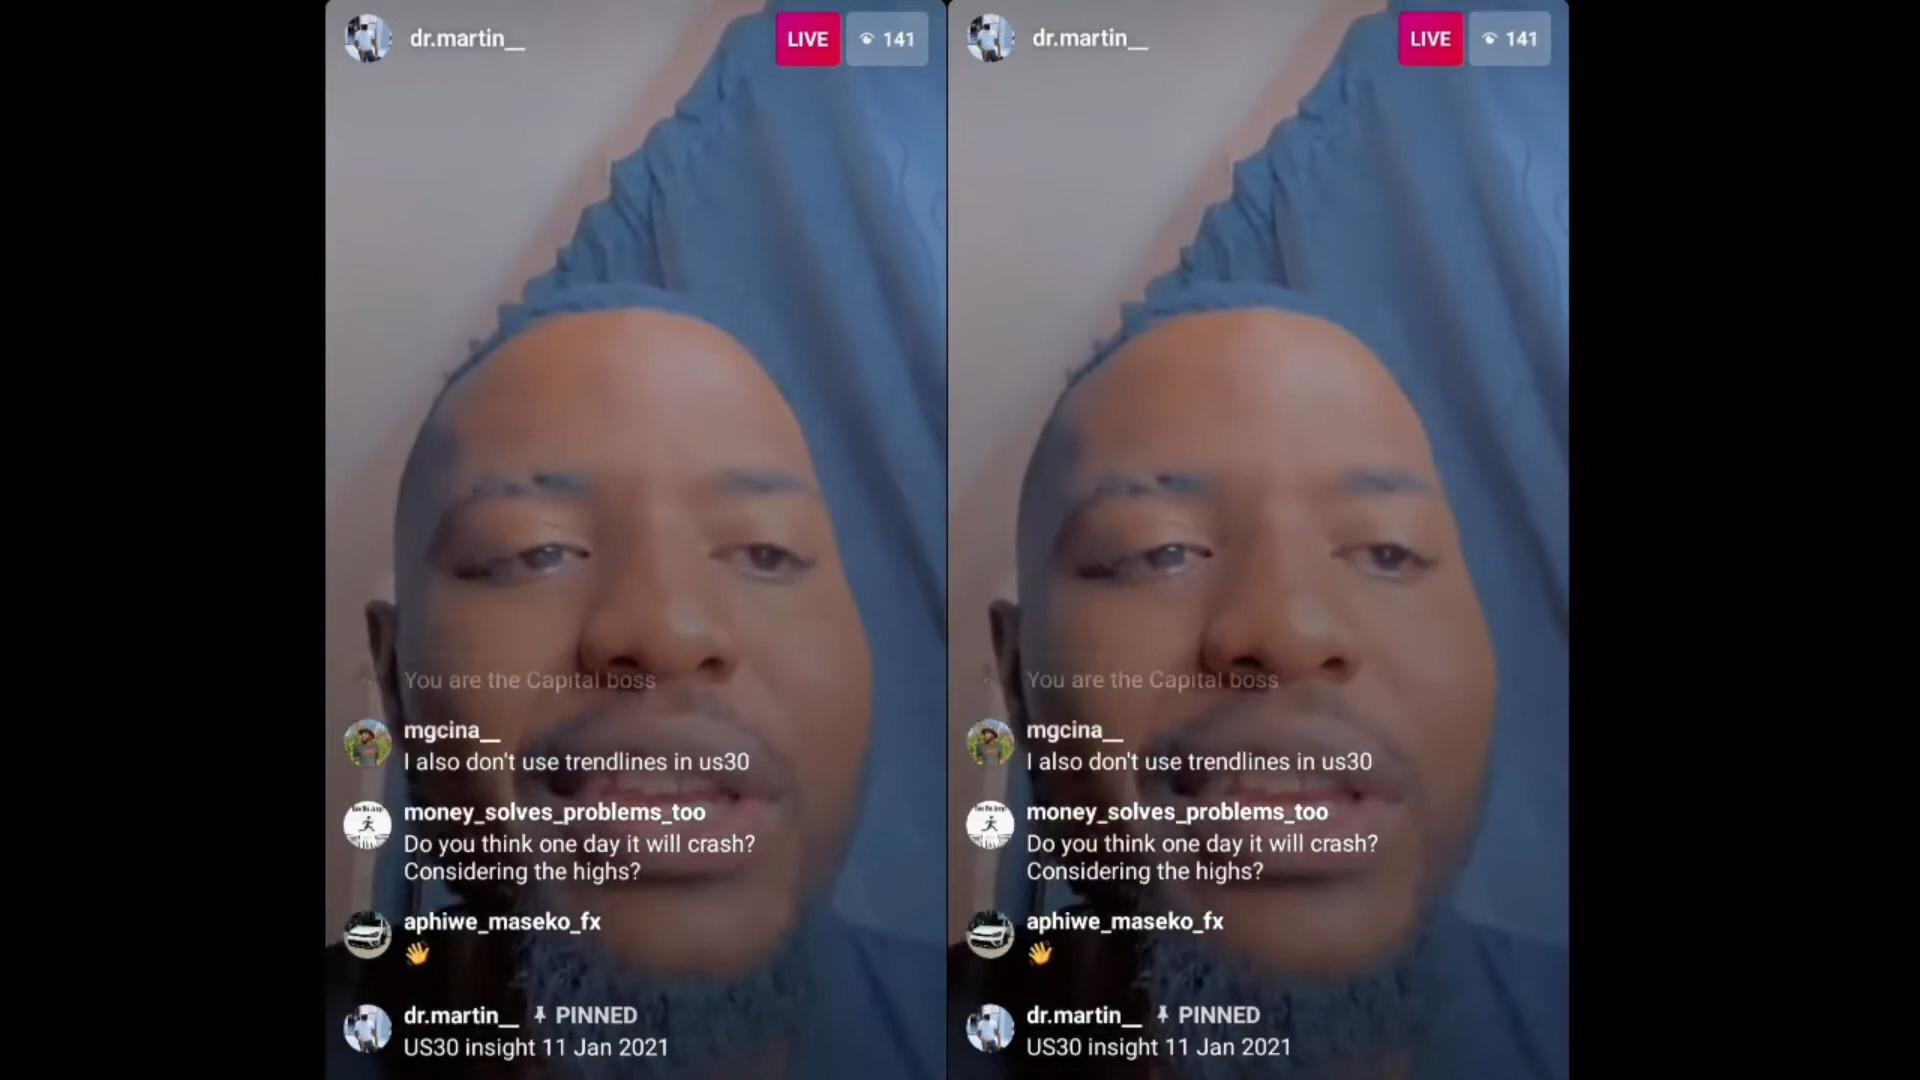 dr.martin__
LIVE
141
You are the Capital boss
mgcina__
I also don't use trendlines in us30
money_solves_problems_too
Do you think one day it will crash?
Considering the highs?
aphiwe_maseko_fx
👋
dr.martin__ PINNED
US30 insight 11 Jan 2021
dr.martin__
LIVE
141
You are the Capital boss
mgcina__
I also don't use trendlines in us30
money_solves_problems_too
Do you think one day it will crash?
Considering the highs?
aphiwe_maseko_fx
👋
dr.martin__ PINNED
US30 insight 11 Jan 2021